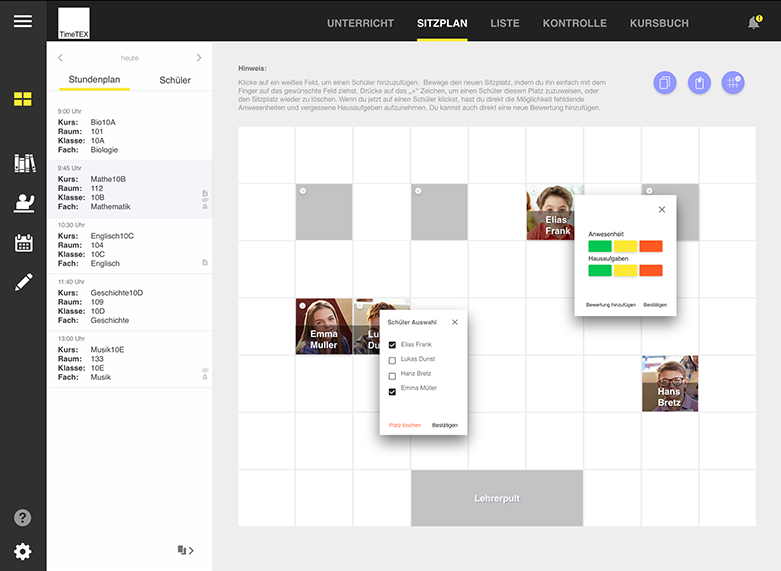 TimeTEX
UNTERRICHT SITZPLAN LISTE KONTROLLE KURSBUCH
heute
Stundenplan Schüler
9:00 Uhr
Kurs: Bio10A
Raum: 101
Klasse: 10A
Fach: Biologie
9:45 Uhr
Kurs: Mathe10B
Raum: 112
Klasse: 10B
Fach: Mathematik
10:30 Uhr
Kurs: Englisch10C
Raum: 104
Klasse: 10C
Fach: Englisch
11:40 Uhr
Kurs: Geschichte10D
Raum: 109
Klasse: 10D
Fach: Geschichte
13:00 Uhr
Kurs: Musik10E
Raum: 133
Klasse: 10E
Fach: Musik
Hinweis:
Klicke auf ein weißes Feld, um einen Schüler hinzuzufügen. Bewege den neuen Sitzplatz, indem du ihn einfach mit dem
Finger auf das gewünschte Feld ziehst. Drücke auf das „+“ Zeichen, um einen Schüler diesem Platz zuzuweisen, oder
den Sitzplatz wieder zu löschen. Wenn du jetzt auf einen Schüler klickst, hast du direkt die Möglichkeit fehldende
Anwesenheiten und vergessene Hausaufgaben aufzunehmen. Du kannst auch direkt eine neue Bewertung hinzufügen.
Elias
Frank
Anwesenheit
Hausaufgaben
Bewertung hinzufügen Bestätigen
Emma
Muller
Lu
Du
Schüler Auswahl
Elias Frank
Lukas Dunst
Hanz Bretz
Emma Müller
Platz löschen Bestätigen
Hans
Bretz
Lehrerpult